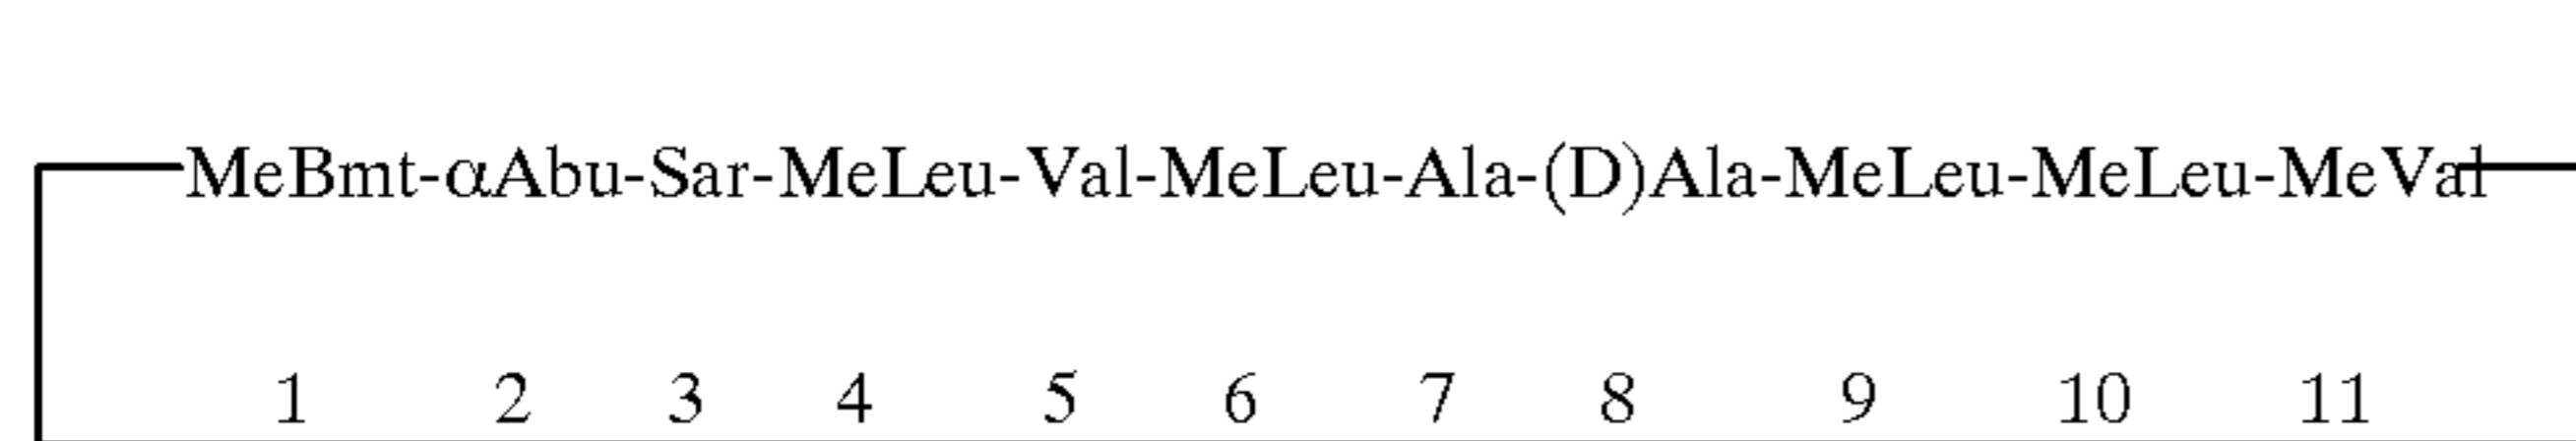 MeBmt-αAbu-Sar-MeLeu-Val-MeLeu-Ala-(D)Ala-MeLeu-MeLeu-MeVal
1 2 3 4 5 6 7 8 9 10 11